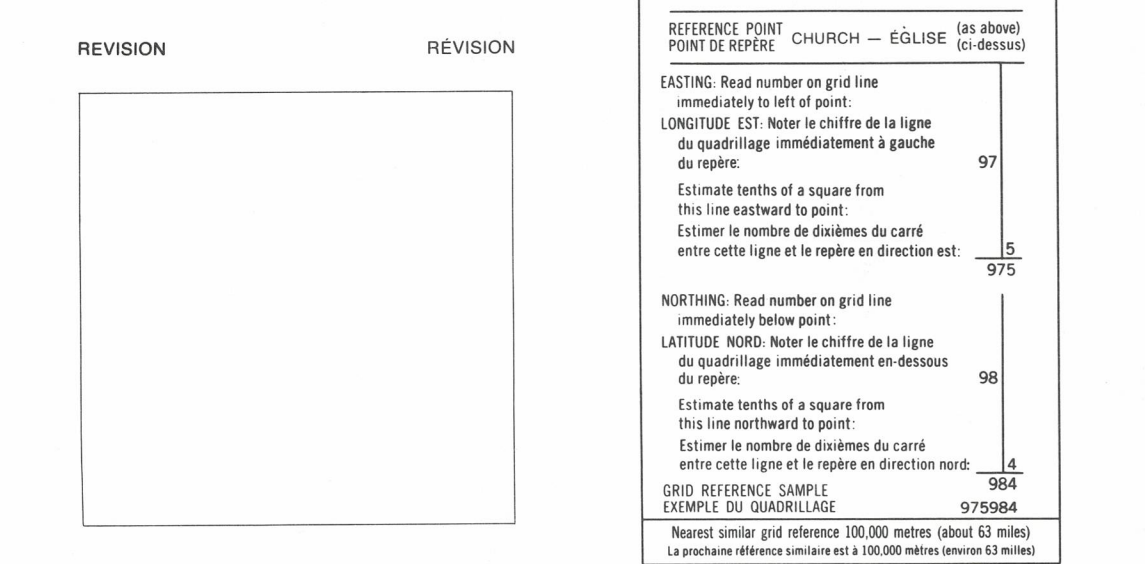 REVISION RÉVISION
REFERENCE POINT
POINT DE REPÈRE
CHURCH — ÉGLISE
(as above)
(ci-dessus)
EASTING: Read number on grid line
immediately to left of point:
LONGITUDE EST: Noter le chiffre de la ligne
du quadrillage immédiatement à gauche
du repère: 97
Estimate tenths of a square from
this line eastward to point:
Estimer le nombre de dixièmes du carré
entre cette ligne et le repère en direction est: 5
975
NORTHING: Read number on grid line
immediately below point:
LATITUDE NORD: Noter le chiffre de la ligne
du quadrillage immédiatement en-dessous
du repère: 98
Estimate tenths of a square from
this line northward to point:
Estimer le nombre de dixièmes du carré
entre cette ligne et le repère en direction nord: 4
984
GRID REFERENCE SAMPLE
EXEMPLE DU QUADRILLAGE 975984
Nearest similar grid reference 100,000 metres (about 63 miles)
La prochaine référence similaire est à 100,000 mètres (environ 63 milles)